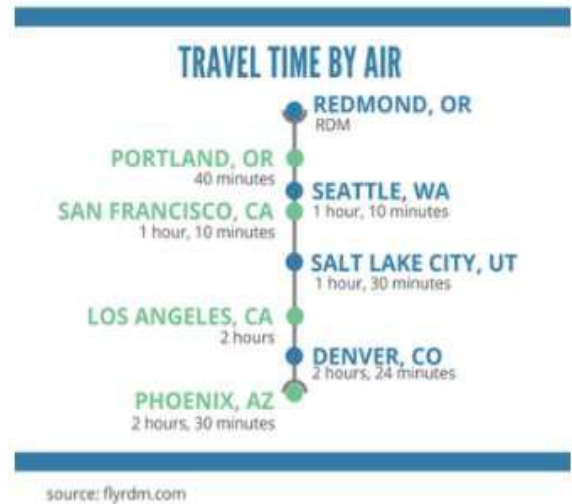 TRAVEL TIME BY AIR
REDMOND, OR
RDM
PORTLAND, OR
40 minutes
SEATTLE, WA
1 hour, 10 minutes
SAN FRANCISCO, CA
1 hour, 10 minutes
SALT LAKE CITY, UT
1 hour, 30 minutes
LOS ANGELES, CA
2 hours
DENVER, CO
2 hours, 24 minutes
PHOENIX, AZ
2 hours, 30 minutes
source: flyrdm.com